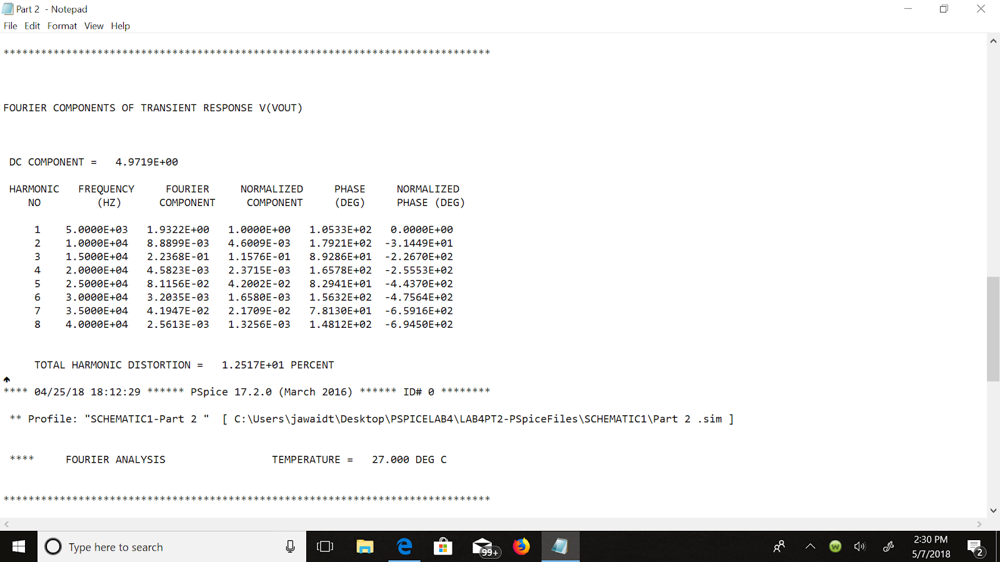 Part 2 - Notepad
File Edit Format View Help
******************************************************************************
FOURIER COMPONENTS OF TRANSIENT RESPONSE V(VOUT)
DC COMPONENT = 4.9719E+00
HARMONIC FREQUENCY FOURIER NORMALIZED PHASE NORMALIZED
NO (HZ) COMPONENT COMPONENT (DEG) PHASE (DEG)
1 5.0000E+03 1.9322E+00 1.0000E+00 1.0533E+02 0.0000E+00
2 1.0000E+04 8.8899E-03 4.6009E-03 1.7921E+02 -3.1449E+01
3 1.5000E+04 2.2368E-01 1.1576E-01 8.9286E+01 -2.2670E+02
4 2.0000E+04 4.5823E-03 2.3715E-03 1.6578E+02 -2.5553E+02
5 2.5000E+04 8.1156E-02 4.2002E-02 8.2941E+01 -4.4370E+02
6 3.0000E+04 3.2035E-03 1.6580E-03 1.5632E+02 -4.7564E+02
7 3.5000E+04 4.1947E-02 2.1709E-02 7.8130E+01 -6.5916E+02
8 4.0000E+04 2.5613E-03 1.3256E-03 1.4812E+02 -6.9450E+02
TOTAL HARMONIC DISTORTION = 1.2517E+01 PERCENT
**** 04/25/18 18:12:29 ****** PSpice 17.2.0 (March 2016) ****** ID# 0 ********
** Profile: "SCHEMATIC1-Part 2 " [ C:\Users\jawaidt\Desktop\PSPICELAB4\LAB4PT2-PSpiceFiles\SCHEMATIC1\Part 2 .sim ]
**** FOURIER ANALYSIS TEMPERATURE = 27.000 DEG C
******************************************************************************
Type here to search
99+
W
2:30 PM
5/7/2018
2